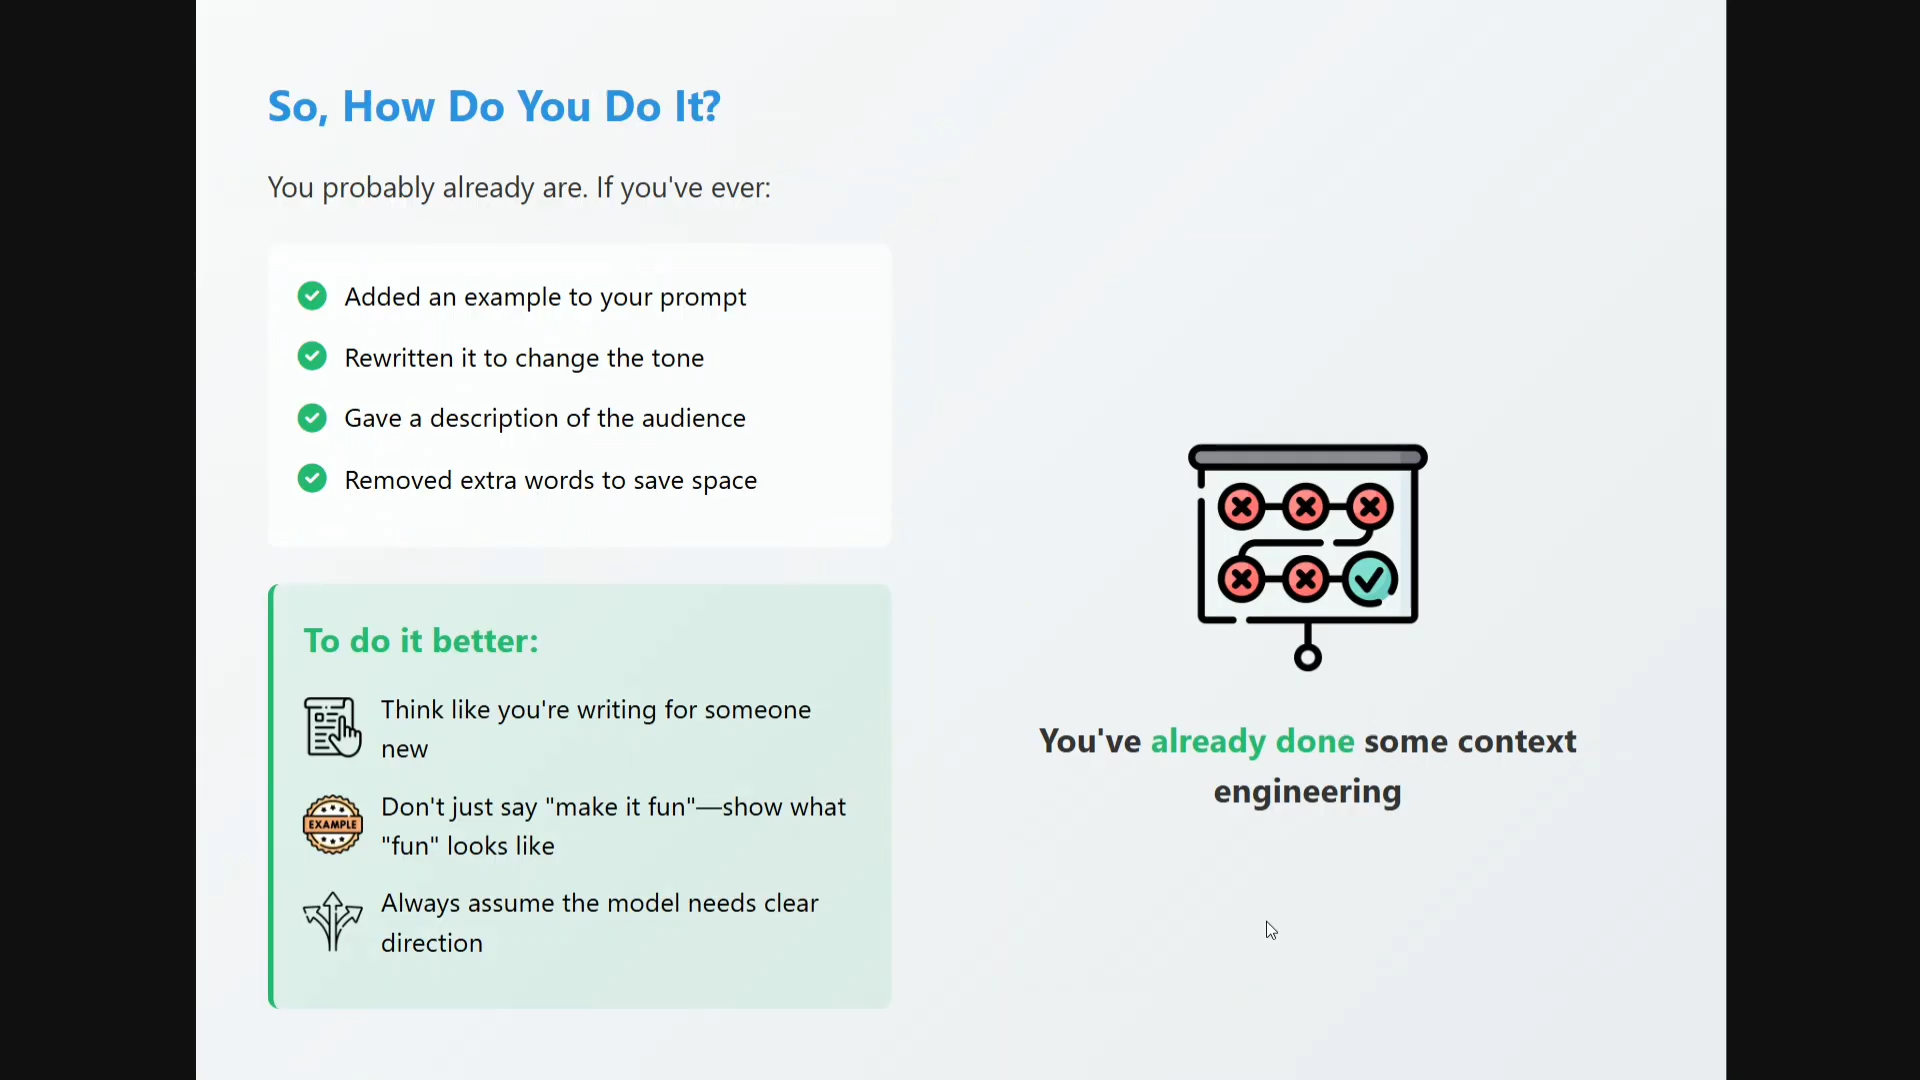 So, How Do You Do It?
You probably already are. If you've ever:
Added an example to your prompt
Rewritten it to change the tone
Gave a description of the audience
Removed extra words to save space
To do it better:
Think like you're writing for someone
new
EXAMPLE
Don't just say "make it fun"—show what
"fun" looks like
Always assume the model needs clear
direction
You've already done some context
engineering